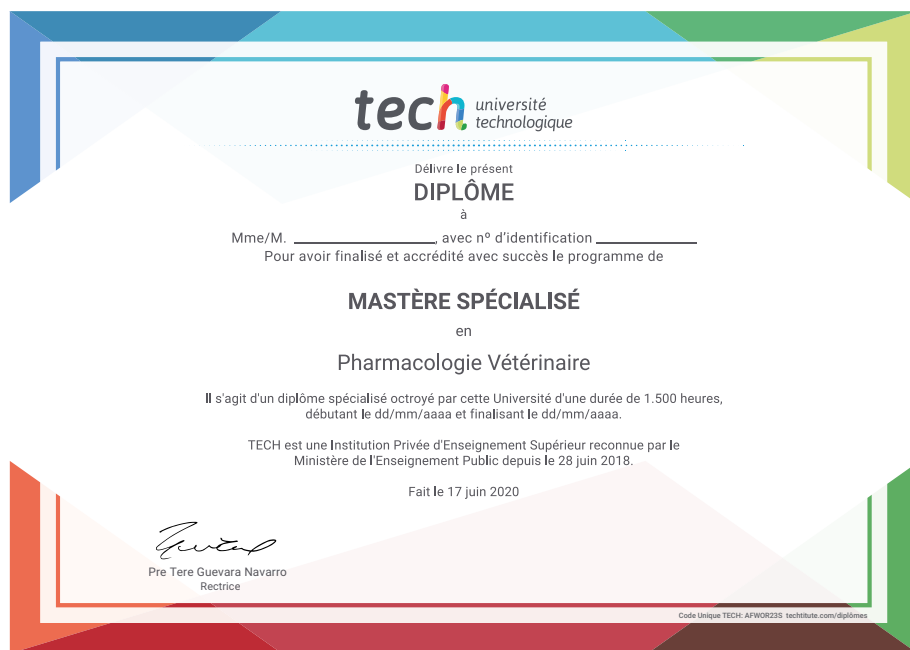 tech université
technologique
Délivre le présent
DIPLÔME
à
Mme/M. ____________, avec nº d'identification ____________
Pour avoir finalisé et accrédité avec succès le programme de
MASTÈRE SPÉCIALISÉ
en
Pharmacologie Vétérinaire
Il s'agit d'un diplôme spécialisé octroyé par cette Université d'une durée de 1.500 heures,
débutant le dd/mm/aaaa et finalisant le dd/mm/aaaa.
TECH est une Institution Privée d'Enseignement Supérieur reconnue par le
Ministère de l'Enseignement Public depuis le 28 juin 2018.
Fait le 17 juin 2020
Pre Tere Guevara Navarro
Rectrice
Code Unique TECH: AFWOR23S techtitute.com/diplômes